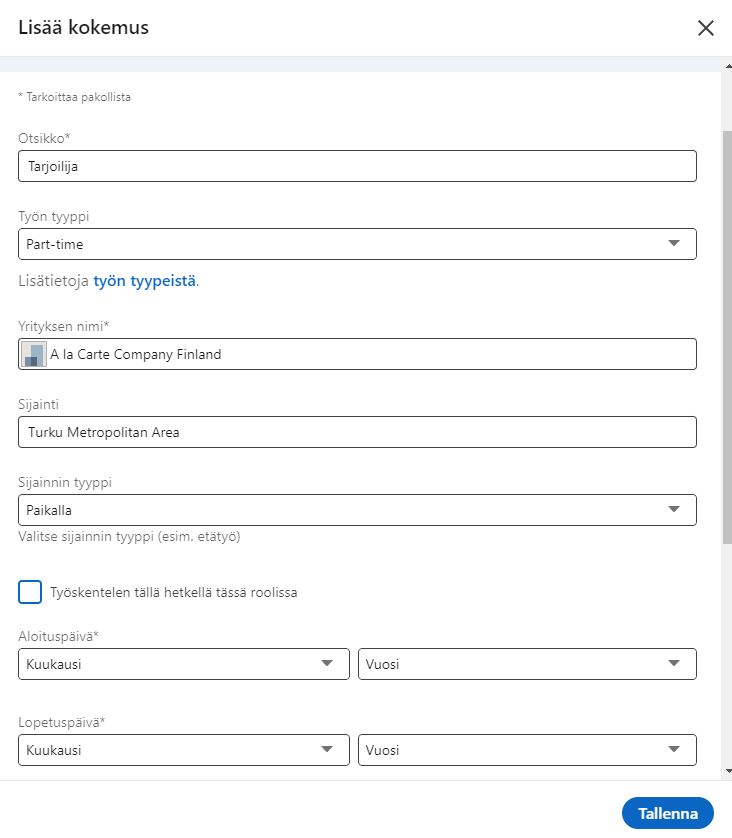 Lisää kokemus
* Tarkoittaa pakollista
Otsikko*
Tarjoilija
Työn tyyppi
Part-time
Lisätietoja työn tyypeistä.
Yrityksen nimi*
A la Carte Company Finland
Sijainti
Turku Metropolitan Area
Sijainnin tyyppi
Paikalla
Valitse sijainnin tyyppi (esim. etätyö)
Työskentelen tällä hetkellä tässä roolissa
Aloituspäivä*
Kuukausi Vuosi
Lopetuspäivä*
Kuukausi Vuosi
Tallenna